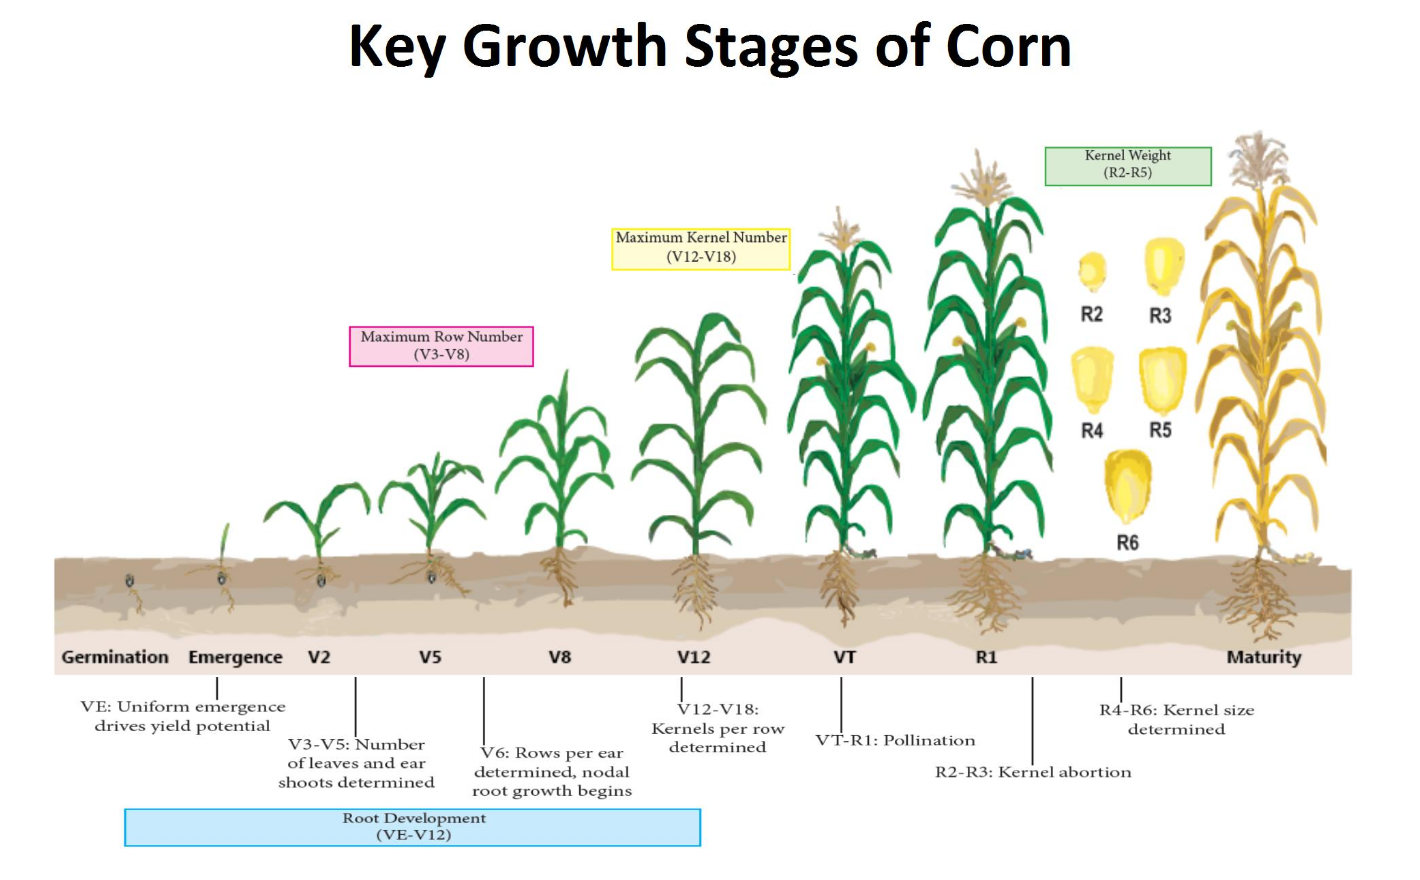 Key Growth Stages of Corn
Kernel Weight
(R2-R5)
Maximum Kernel Number
(V12-V18)
Maximum Row Number
(V3-V8)
R2
R3
R4
R5
R6
Germination
Emergence
V2
V5
V8
V12
VT
R1
Maturity
VE: Uniform emergence
drives yield potential
V3-V5: Number
of leaves and ear
shoots determined
V6: Rows per ear
determined, nodal
root growth begins
V12-V18:
Kernels per row
determined
VT-R1: Pollination
R2-R3: Kernel abortion
R4-R6: Kernel size
determined
Root Development
(VE-V12)